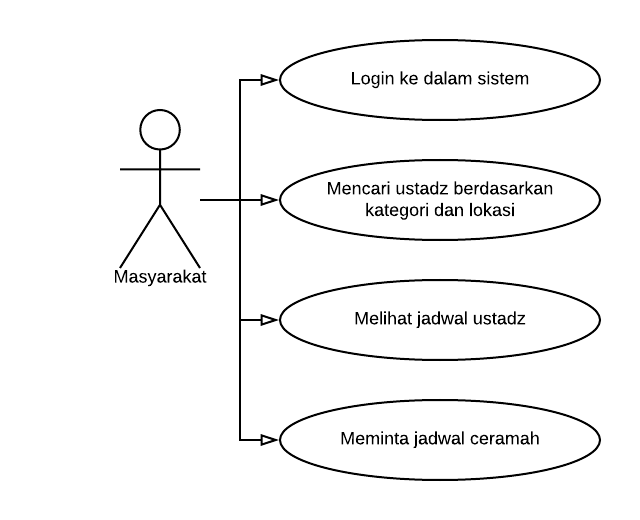 Login ke dalam sistem
Mencari ustadz berdasarkan
kategori dan lokasi
Masyarakat
Melihat jadwal ustadz
Meminta jadwal ceramah